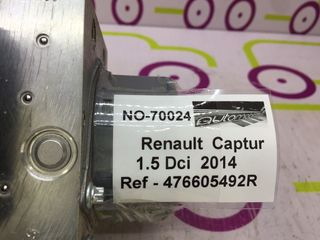 NO-70024
Renault Captur
1.5 Dci 2014
Ref - 476605492R